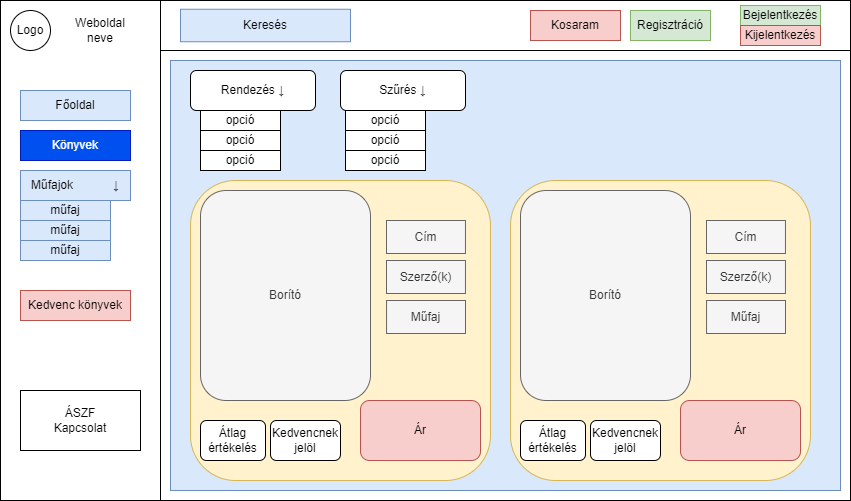 Logo
Weboldal
neve
Keresés
Kosaram
Regisztráció
Bejelentkezés
Kijelentkezés
Főoldal
Könyvek
Műfajok ↓
műfaj
műfaj
műfaj
Kedvenc könyvek
ÁSZF
Kapcsolat
Rendezés ↓
opció
opció
opció
Szűrés ↓
opció
opció
opció
Borító
Cím
Szerző(k)
Műfaj
Átlag
értékelés
Kedvencnek
jelöl
Ár
Borító
Cím
Szerző(k)
Műfaj
Átlag
értékelés
Kedvencnek
jelöl
Ár